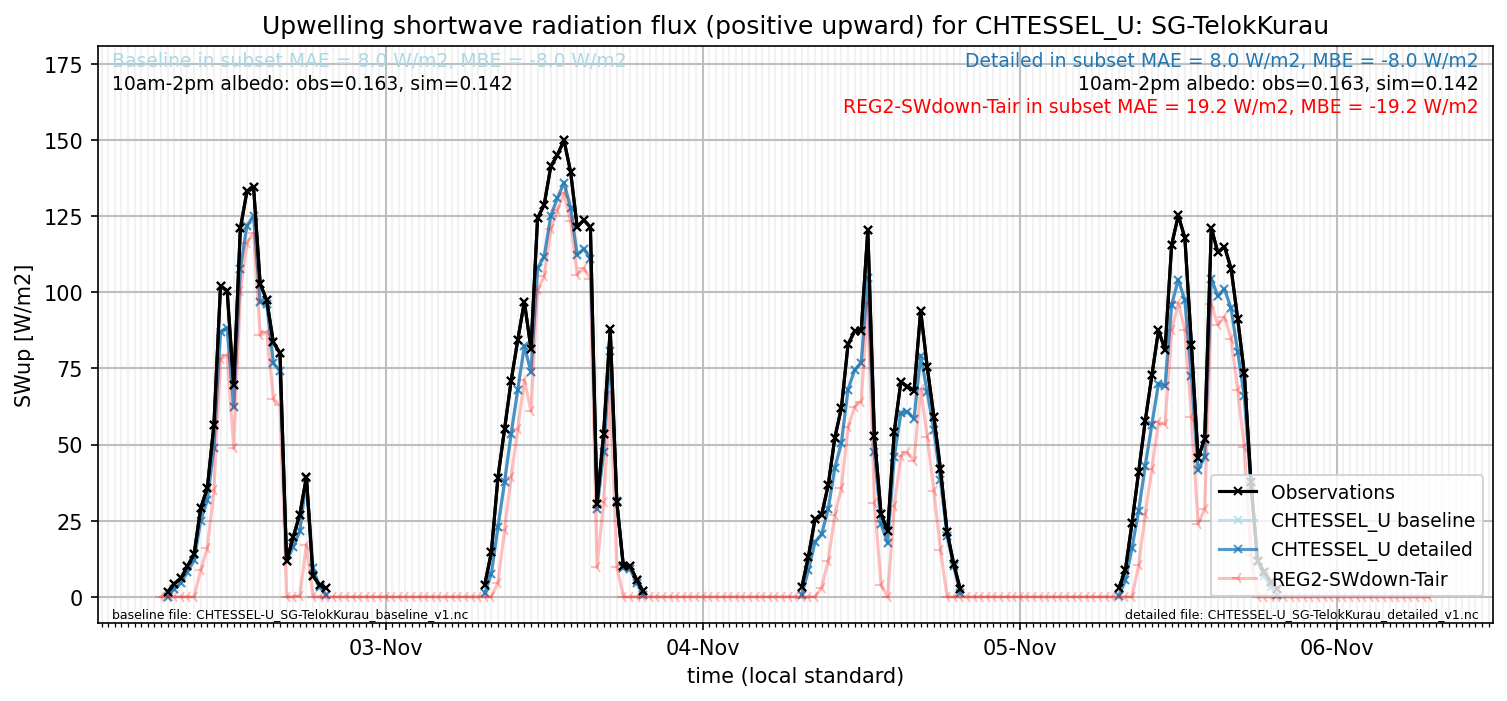 Upwelling shortwave radiation flux (positive upward) for CHTESSEL_U: SG-TelokKurau
Baseline in subset MAE = 8.0 W/m2, MBE = -8.0 W/m2
10am-2pm albedo: obs=0.163, sim=0.142
Detailed in subset MAE = 8.0 W/m2, MBE = -8.0 W/m2
10am-2pm albedo: obs=0.163, sim=0.142
REG2-SWdown-Tair in subset MAE = 19.2 W/m2, MBE = -19.2 W/m2
SWup [W/m2]
175
150
125
100
75
50
25
0
Observations
CHTESSEL_U baseline
CHTESSEL_U detailed
REG2-SWdown-Tair
baseline file: CHTESSEL-U_SG-TelokKurau_baseline_v1.nc
detailed file: CHTESSEL-U_SG-TelokKurau_detailed_v1.nc
03-Nov
04-Nov
05-Nov
06-Nov
time (local standard)